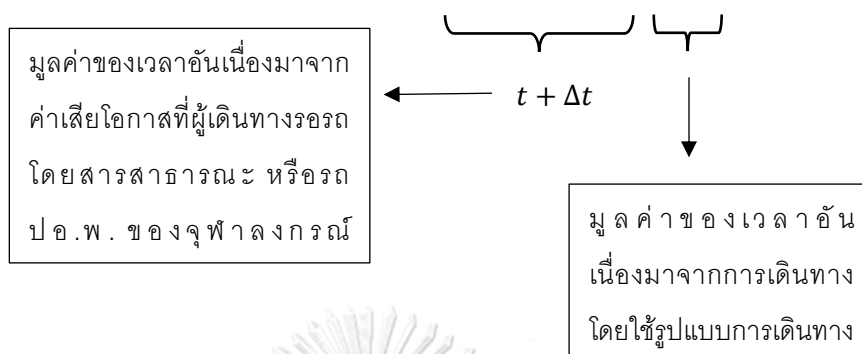 มูลค่าของเวลาอันเนื่องมาจาก
ค่าเสียโอกาสที่ผู้เดินทางรอรถ
โดยสารสาธารณะ หรือรถ
ปอ.พ. ของจุฬาลงกรณ์
t + Δt
มูลค่าของเวลาอัน
เนื่องมาจากการเดินทาง
โดยใช้รูปแบบการเดินทาง